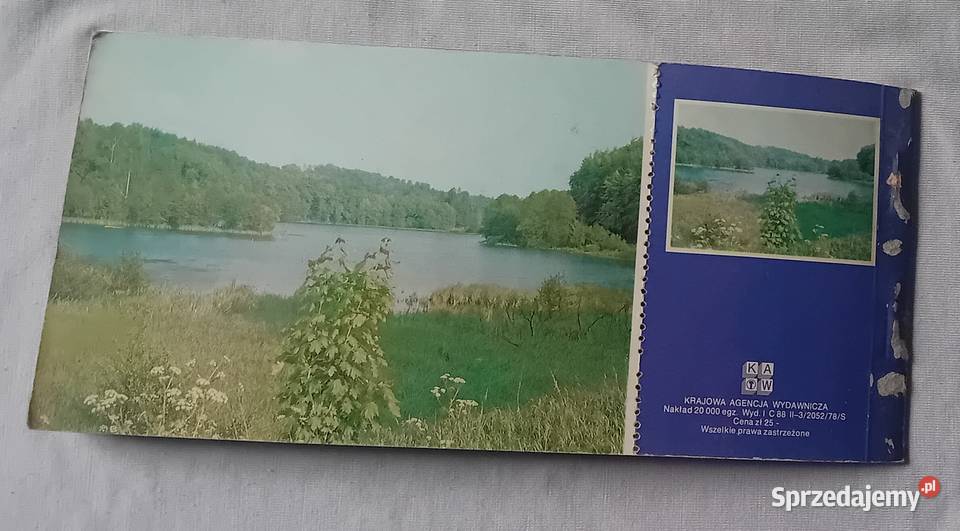 K A
W
KRAJOWA AGENCJA WYDAWNICZA
Nakład 20 000 egz. Wyd. I C 88 II-3/2052/78/S
Cena zł 25 -
Wszelkie prawa zastrzeżone
Sprzedajemy.pl